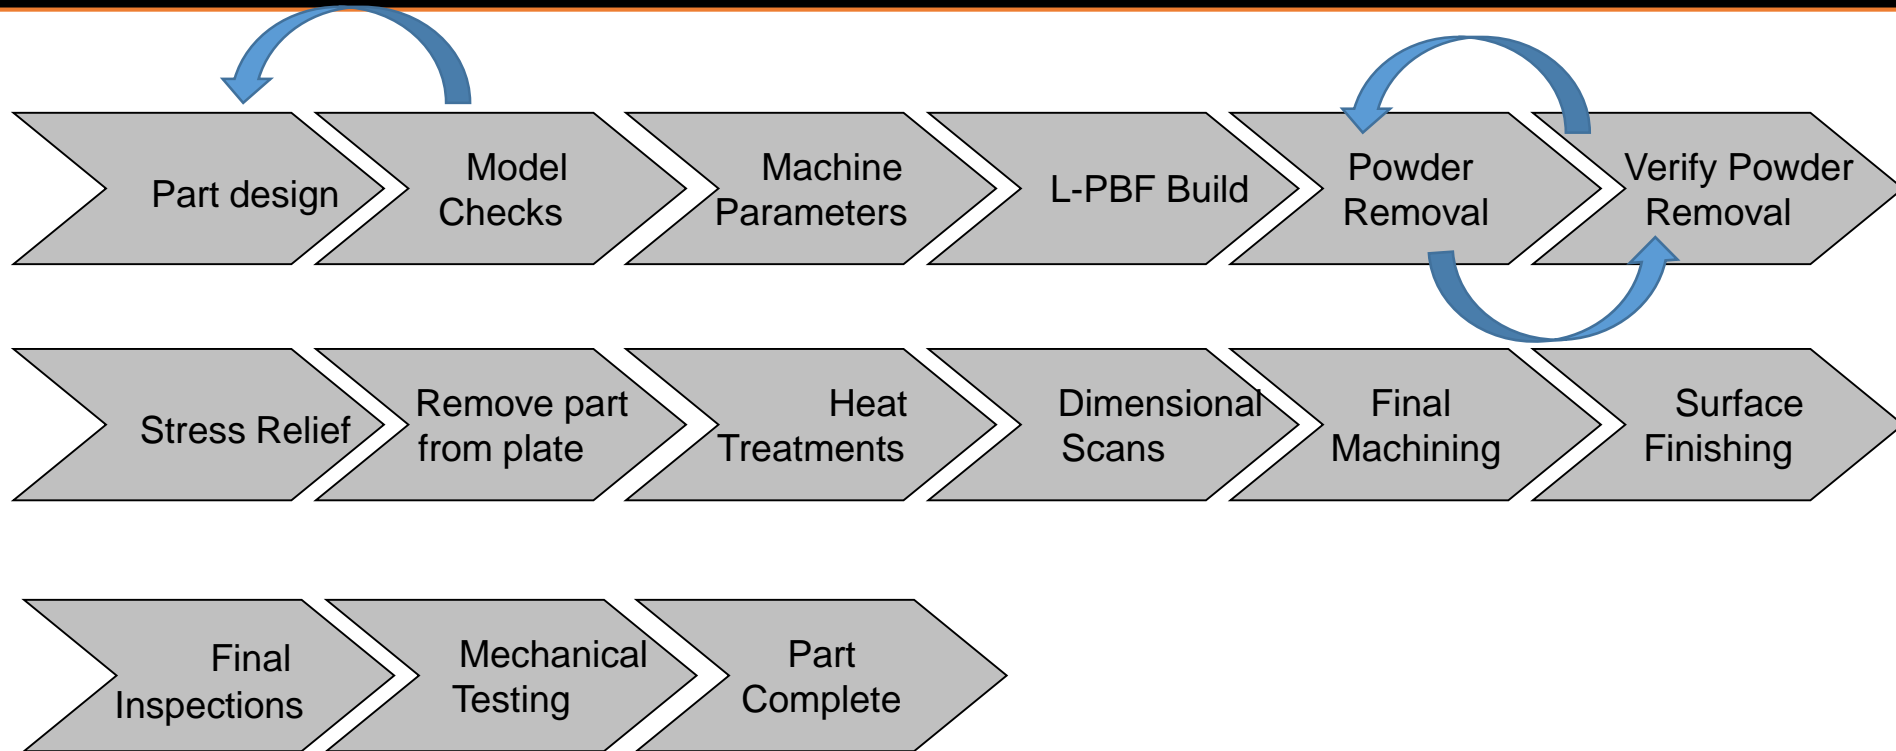 Part design
Model
Checks
Machine
Parameters
L-PBF Build
Powder
Removal
Verify Powder
Removal
Stress Relief
Remove part
from plate
Heat
Treatments
Dimensional
Scans
Final
Machining
Surface
Finishing
Final
Inspections
Mechanical
Testing
Part
Complete